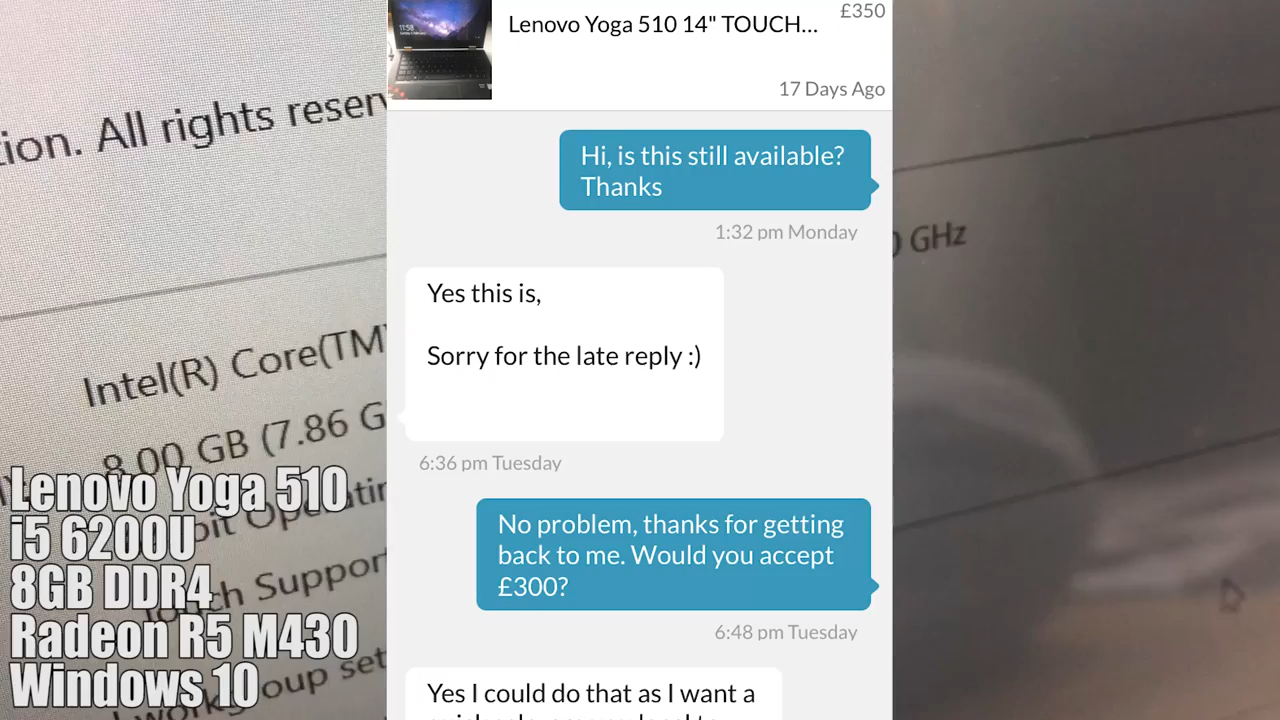 £350
Lenovo Yoga 510 14" TOUCH...
17 Days Ago
Hi, is this still available?
Thanks
1:32 pm Monday
Yes this is,
Sorry for the late reply :)
6:36 pm Tuesday
No problem, thanks for getting
back to me. Would you accept
£300?
6:48 pm Tuesday
Yes I could do that as I want a
All rights
GHz
Intel(R) Core(TM)
8.00 GB (7.86 G
Lenovo Yoga 510
i5 6200U
8GB DDR4
Radeon R5 M430
Windows 10